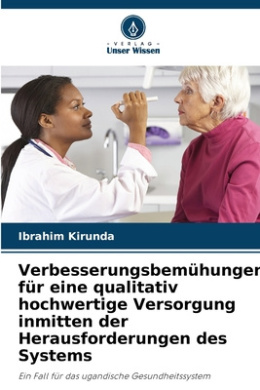 VERLAG
Unser Wissen
Ibrahim Kirunda
Verbesserungsbemühungen
für eine qualitativ
hochwertige Versorgung
inmitten der
Herausforderungen des
Systems
Ein Fall für das ugandische Gesundheitssystem